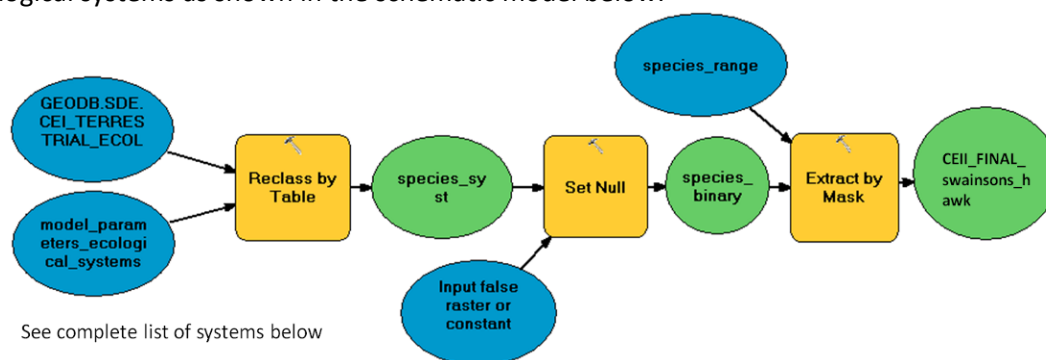 ogical systems as shown in the schematic model below.
GEODB.SDE.
CEI_TERRES
TRIAL_ECOL
model_param
eters_ecologi
cal_systems
Reclass by
Table
species_sy
st
Input false
raster or
constant
Set Null
species_
binary
species_range
Extract by
Mask
CEII_FINAL_
swainsons_h
awk
See complete list of systems below